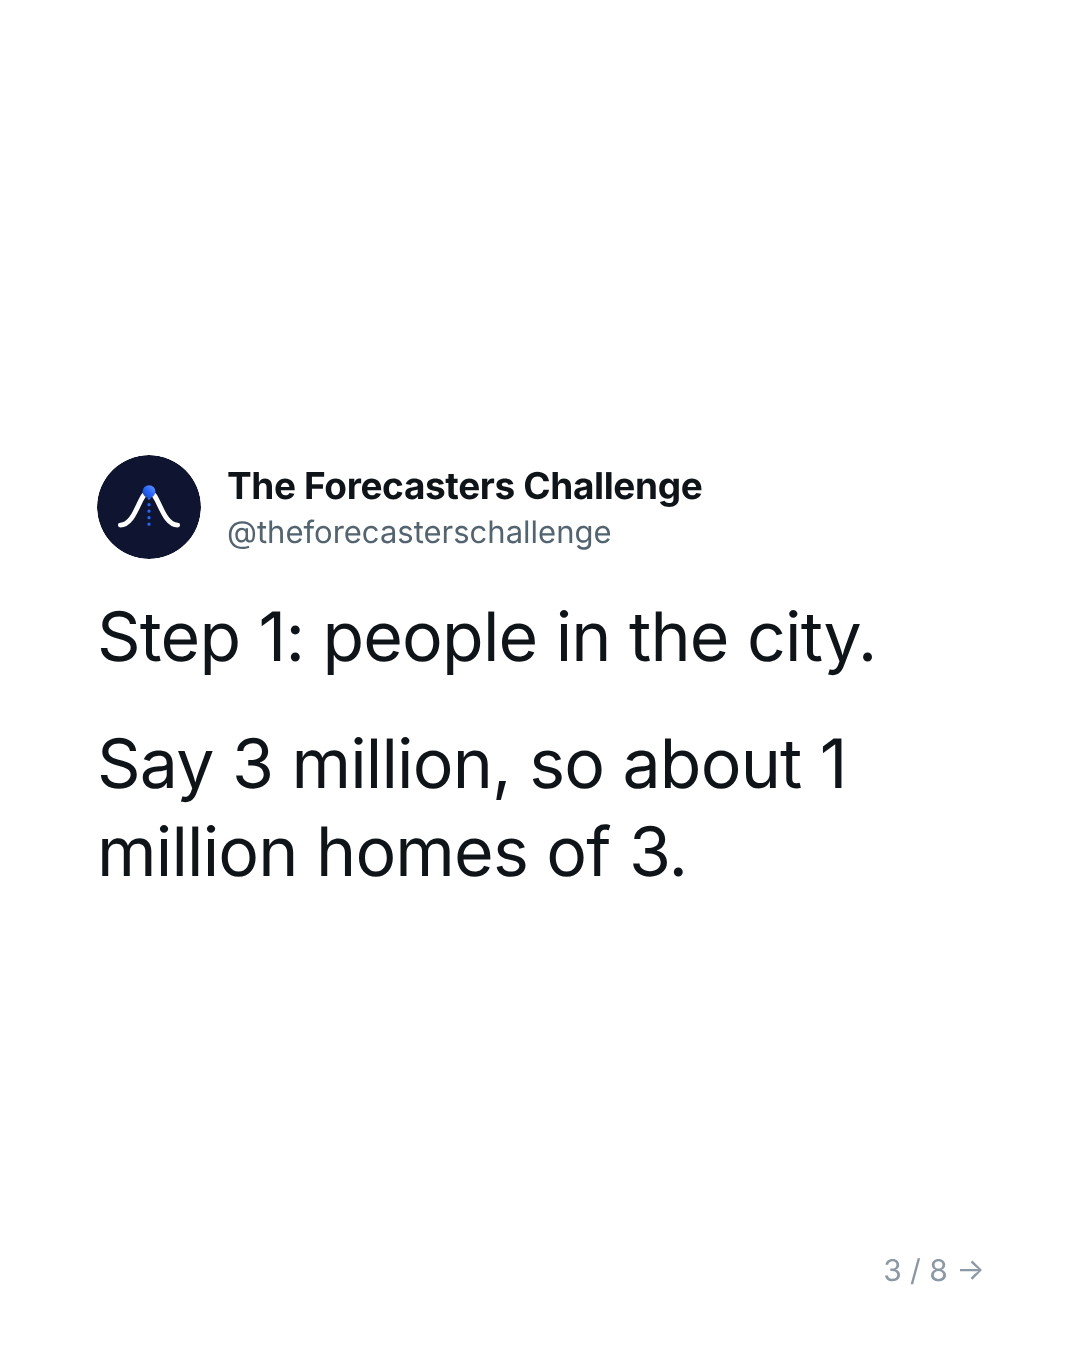 The Forecasters Challenge
@theforecasterschallenge
Step 1: people in the city.
Say 3 million, so about 1
million homes of 3.
3 / 8 →